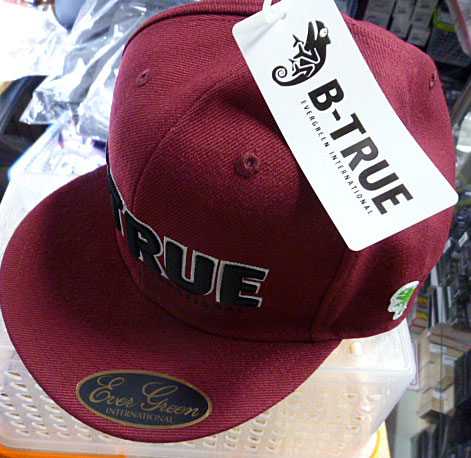 B-TRUE
EVERGREEN INTERNATIONAL
TRUE
Ever Green
INTERNATIONAL